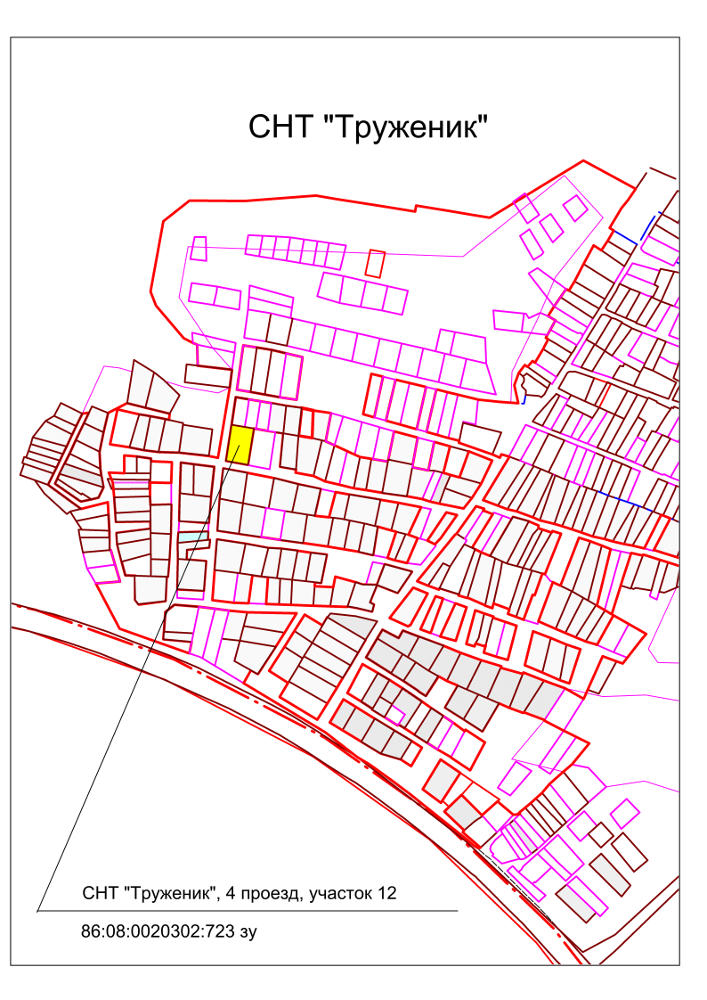 СНТ "Труженик"
СНТ "Труженик", 4 проезд, участок 12
86:08:0020302:723 зу